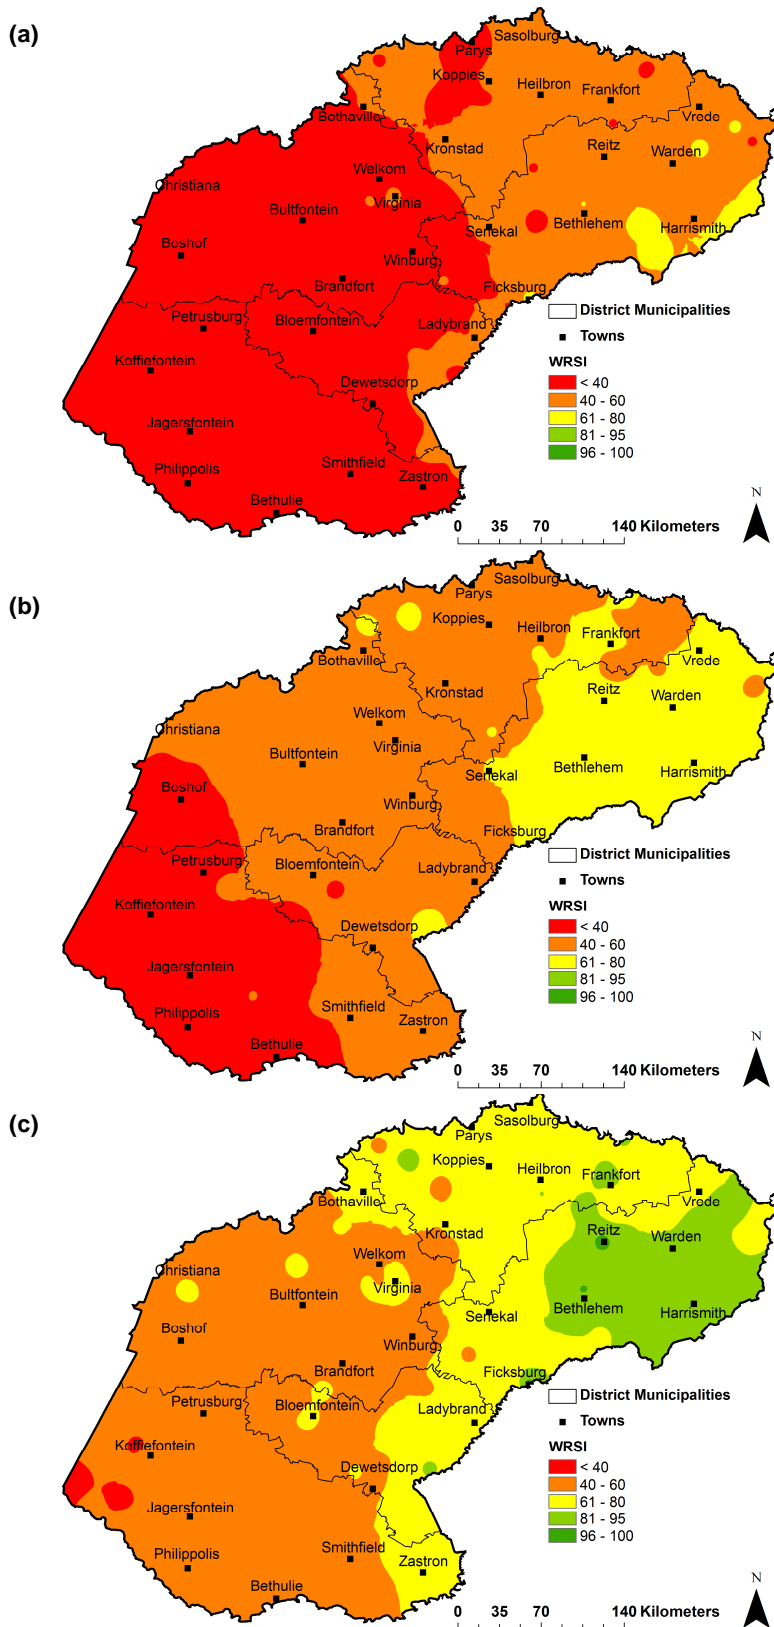 (a)
Sasolburg
Parys
Koppies
Heilbron
Frankfort
Bothaville
Vrede
Kronstad
Reitz
Warden
Welkom
Christiana
Virginia
Bultfontein
Bethlehem
Harrismith
Senekal
Boshof
Winburg
Brandfort
Ficksburg
Petrusburg
Bloemfontein
Ladybrand
Koffiefontein
Dewetsdorp
Jagersfontein
Philippolis
Smithfield
Zastron
Bethulie
District Municipalities
Towns
WRSI
< 40
40 - 60
61 - 80
81 - 95
96 - 100
N
0 35 70 140 Kilometers
(b)
Sasolburg
Parys
Koppies
Heilbron
Frankfort
Bothaville
Vrede
Kronstad
Reitz
Warden
Welkom
Christiana
Virginia
Bultfontein
Bethlehem
Harrismith
Senekal
Boshof
Winburg
Brandfort
Ficksburg
Petrusburg
Bloemfontein
Ladybrand
Koffiefontein
Dewetsdorp
Jagersfontein
Philippolis
Smithfield
Zastron
Bethulie
District Municipalities
Towns
WRSI
< 40
40 - 60
61 - 80
81 - 95
96 - 100
N
0 35 70 140 Kilometers
(c)
Sasolburg
Parys
Koppies
Heilbron
Frankfort
Bothaville
Vrede
Kronstad
Reitz
Warden
Welkom
Christiana
Virginia
Bultfontein
Bethlehem
Harrismith
Senekal
Boshof
Winburg
Brandfort
Ficksburg
Petrusburg
Bloemfontein
Ladybrand
Koffiefontein
Dewetsdorp
Jagersfontein
Philippolis
Smithfield
Zastron
Bethulie
District Municipalities
Towns
WRSI
< 40
40 - 60
61 - 80
81 - 95
96 - 100
N
0 35 70 140 Kilometers